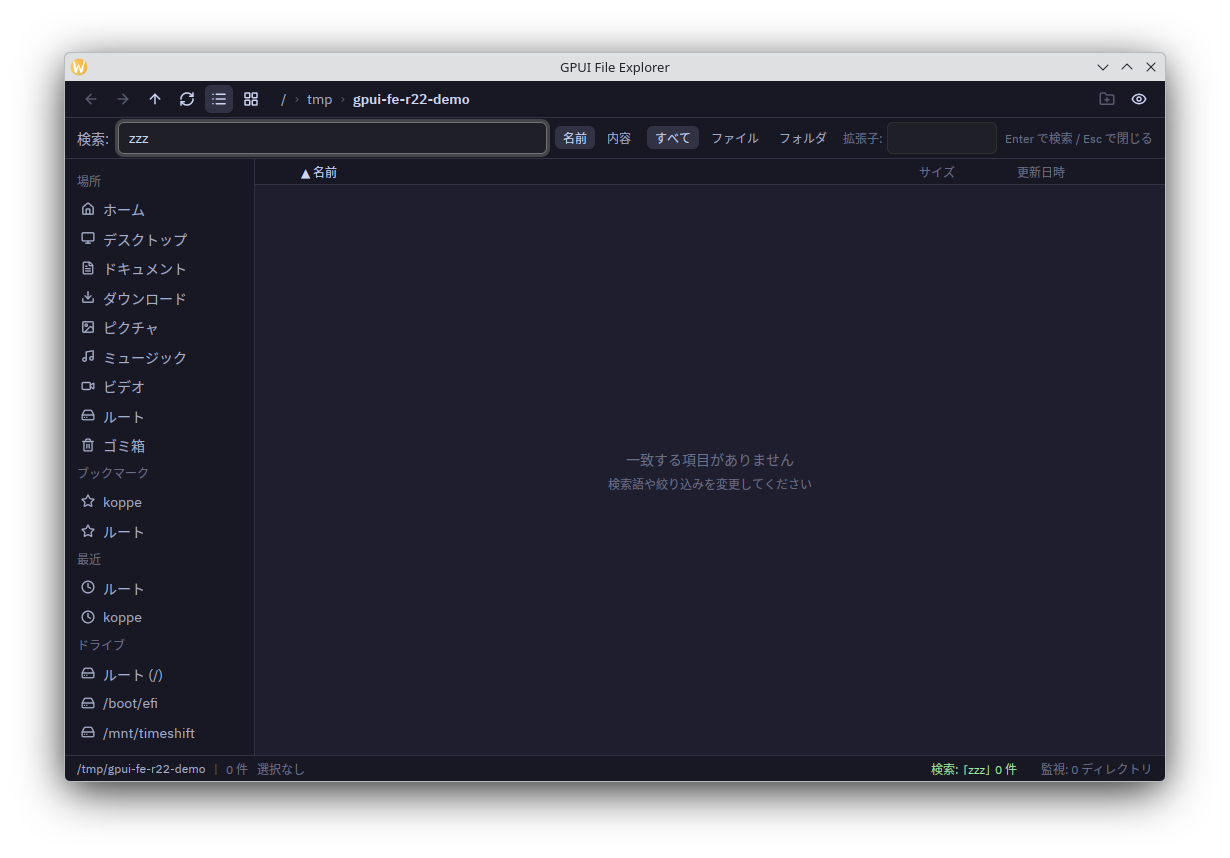 GPUI File Explorer
/ › tmp › gpui-fe-r22-demo
検索: zzz 名前 内容 すべて ファイル フォルダ 拡張子: Enter で検索 / Esc で閉じる
▲名前 サイズ 更新日時
場所
ホーム
デスクトップ
ドキュメント
ダウンロード
ピクチャ
ミュージック
ビデオ
ルート
ゴミ箱
ブックマーク
koppe
ルート
最近
ルート
koppe
ドライブ
ルート (/)
/boot/efi
/mnt/timeshift
一致する項目がありません
検索語や絞り込みを変更してください
/tmp/gpui-fe-r22-demo | 0 件 選択なし 検索:「zzz」0 件 監視: 0 ディレクトリ